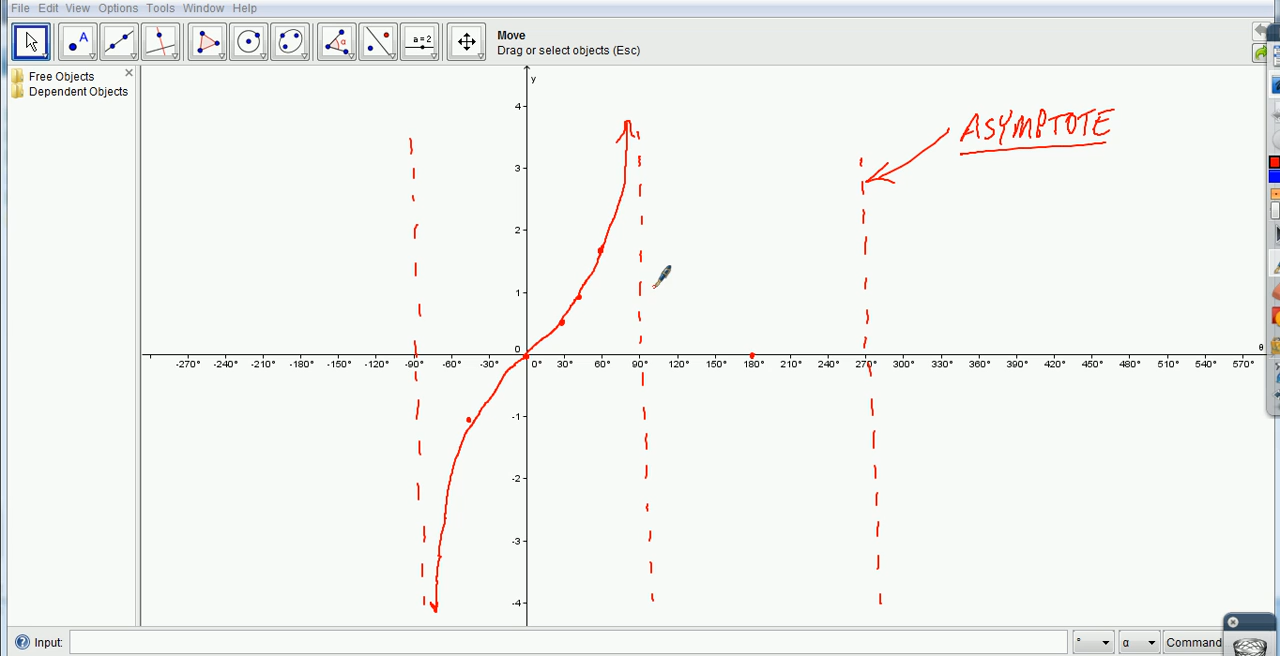 File Edit View Options Tools Window Help
A
α
a = 2
Move
Drag or select objects (Esc)
Free Objects
Dependent Objects
y
4
ASYMPTOTE
3
2
1
0
-270° -240° -210° -180° -150° -120° -90° -60° -30° 0° 30° 60° 90° 120° 150° 180° 210° 240° 270° 300° 330° 360° 390° 420° 450° 480° 510° 540° 570°
θ
-1
-2
-3
-4
Input:
°
α
Command